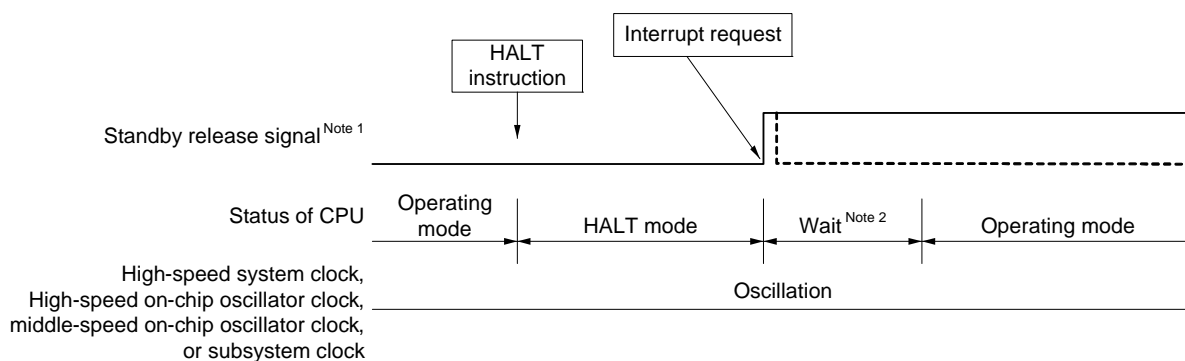 Interrupt request
HALT
instruction
Standby release signal Note 1
Status of CPU
Operating
mode
HALT mode
Wait Note 2
Operating mode
High-speed system clock,
High-speed on-chip oscillator clock,
middle-speed on-chip oscillator clock,
or subsystem clock
Oscillation